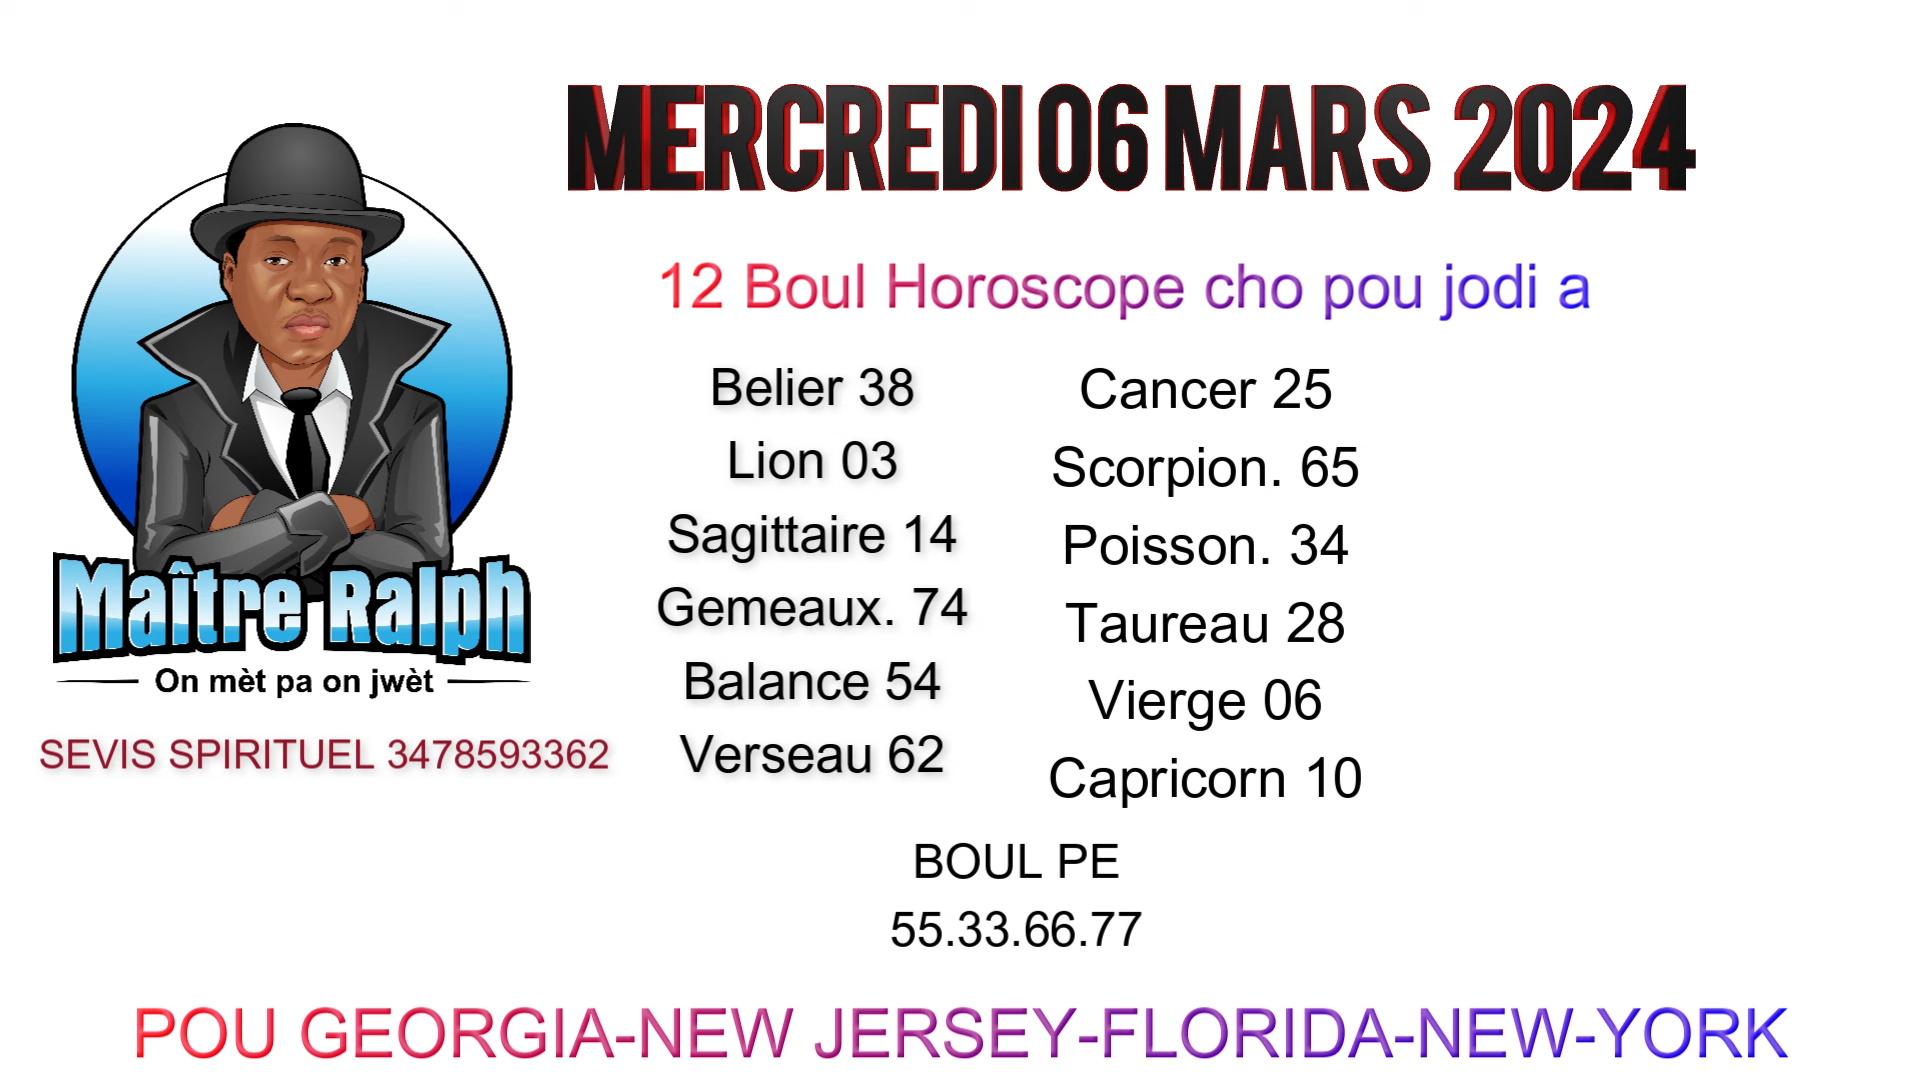 MERCREDI 06 MARS 2024
12 Boul Horoscope cho pou jodi a
Belier 38
Lion 03
Sagittaire 14
Gemeaux. 74
Balance 54
Verseau 62
Cancer 25
Scorpion. 65
Poisson. 34
Taureau 28
Vierge 06
Capricorn 10
Maître Ralph
On mèt pa on jwèt
SEVIS SPIRITUEL 3478593362
BOUL PE
55.33.66.77
POU GEORGIA-NEW JERSEY-FLORIDA-NEW-YORK